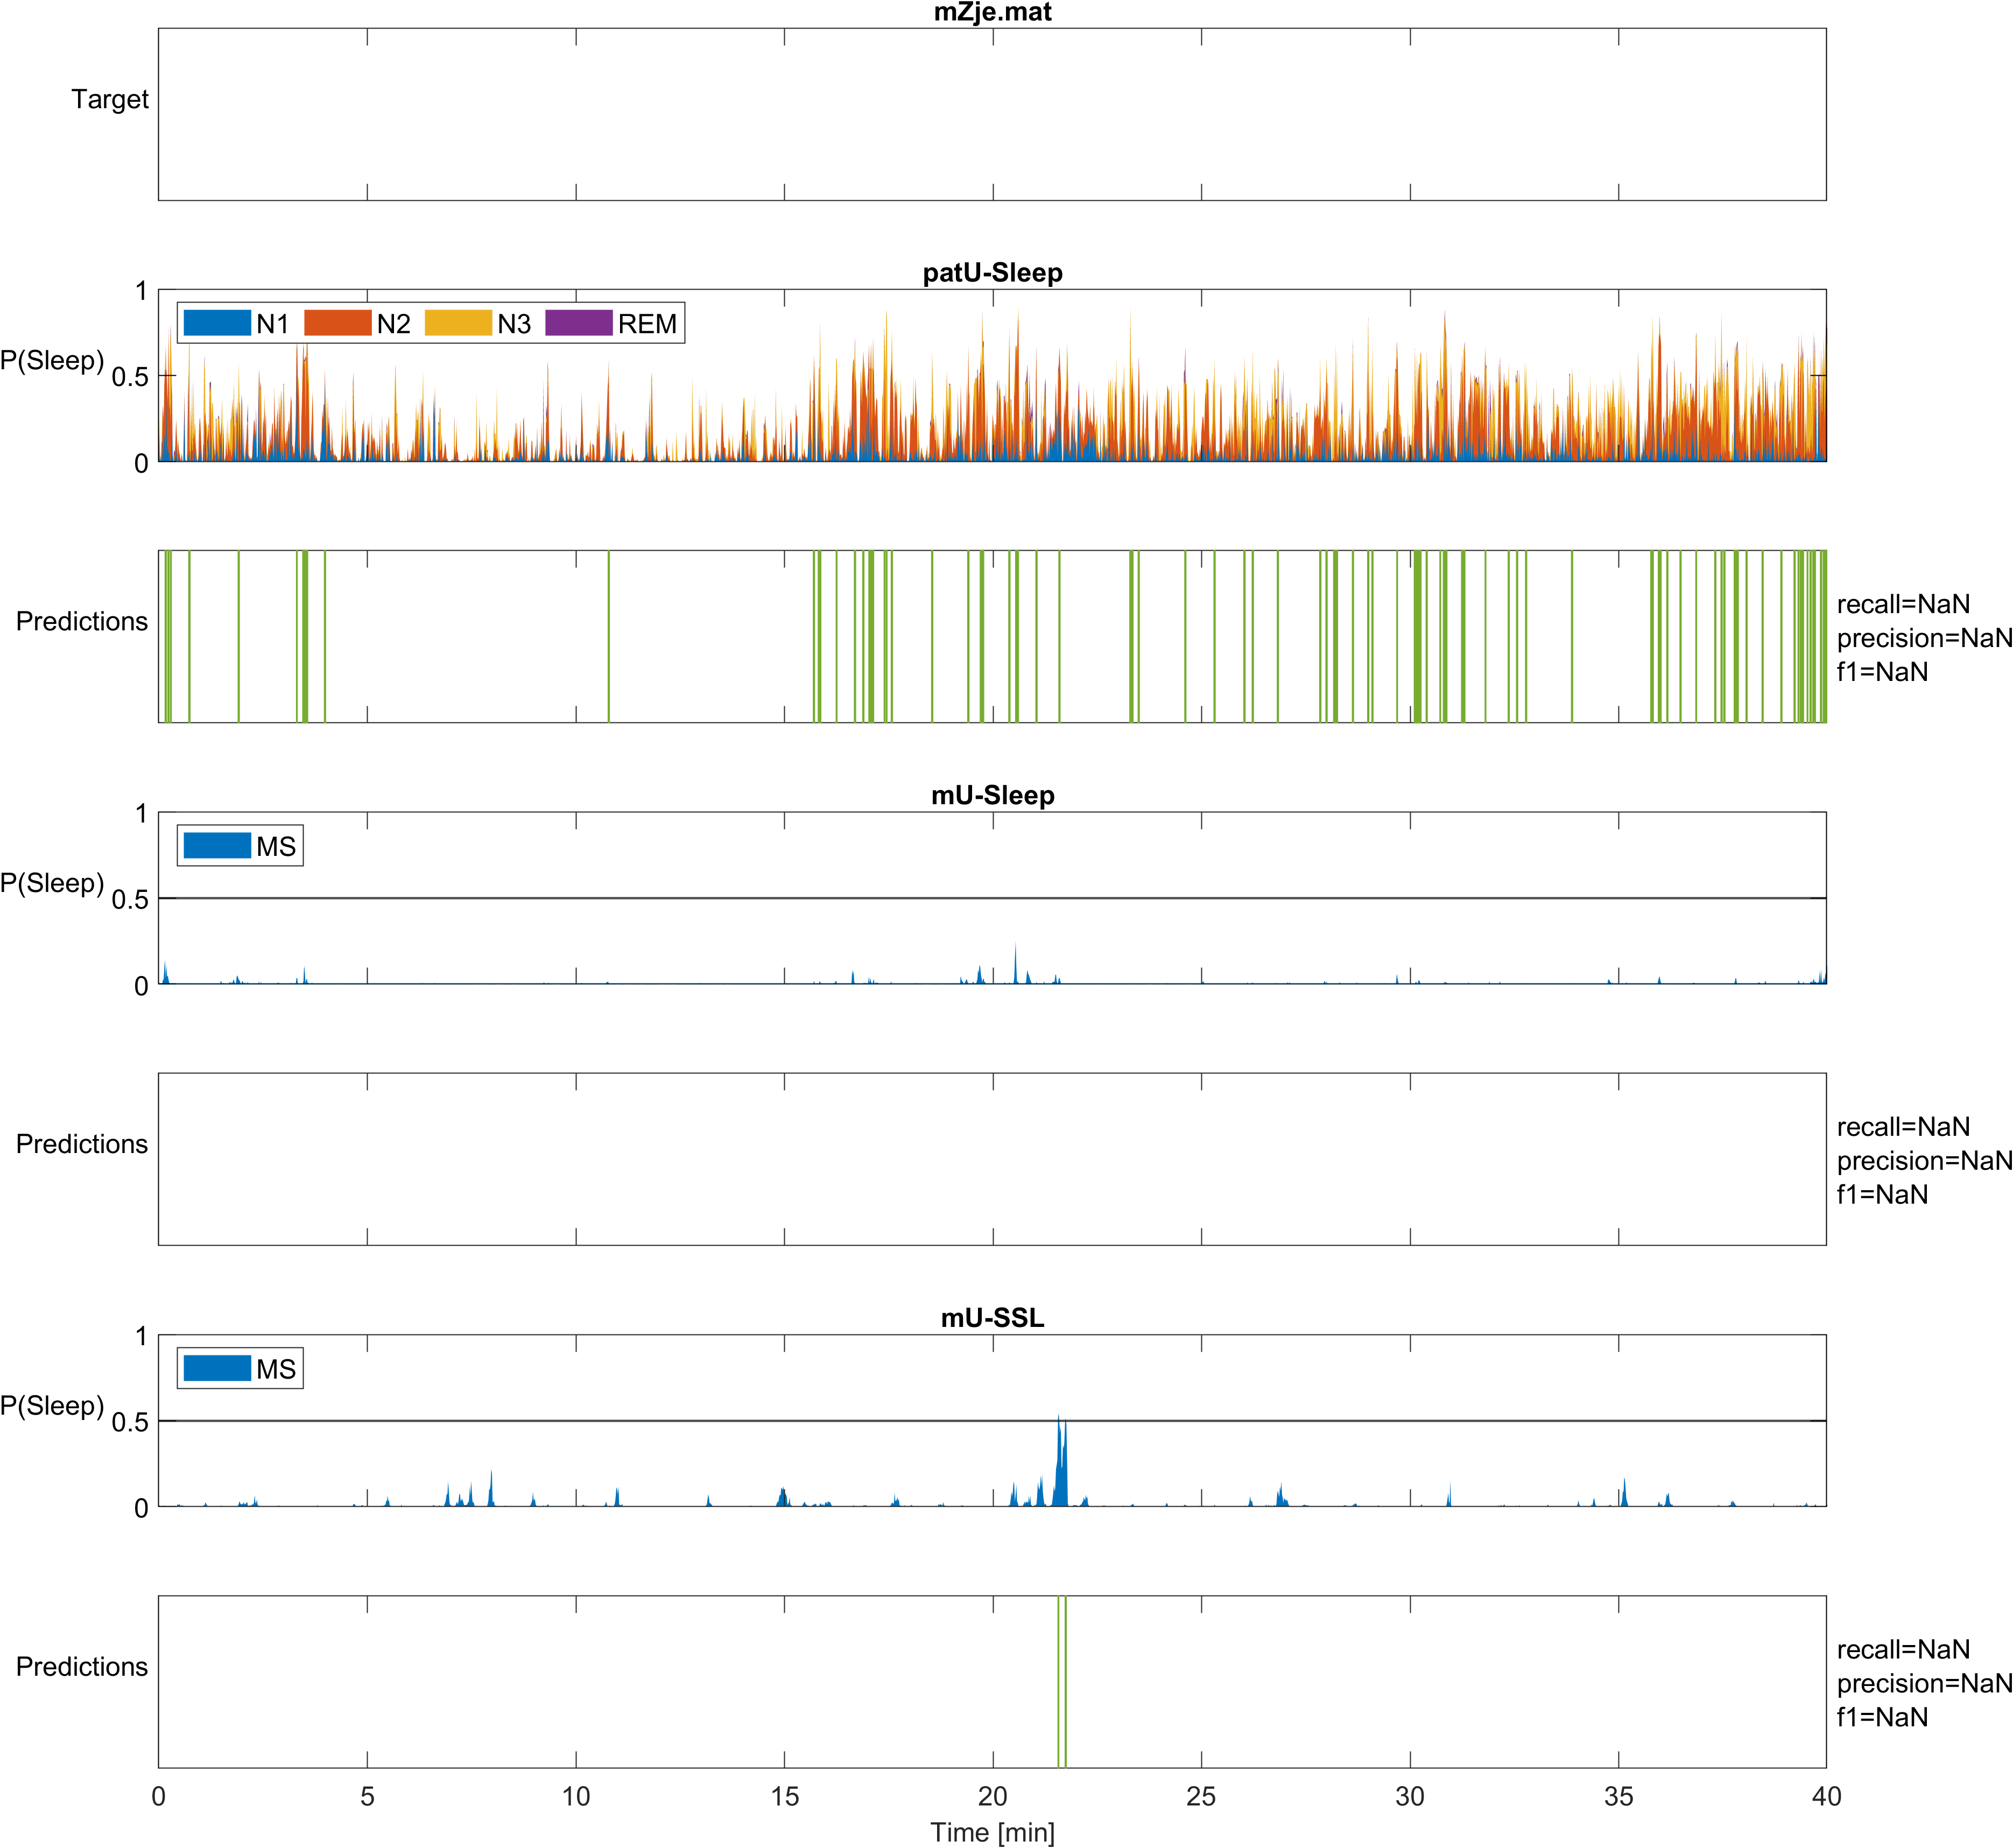 mZje.mat
Target
patU-Sleep
1
N1 N2 N3 REM
P(Sleep)
0.5
0
Predictions
recall=NaN
precision=NaN
f1=NaN
mU-Sleep
1
MS
P(Sleep)
0.5
0
Predictions
recall=NaN
precision=NaN
f1=NaN
mU-SSL
1
MS
P(Sleep)
0.5
0
Predictions
recall=NaN
precision=NaN
f1=NaN
0 5 10 15 20 25 30 35 40
Time [min]